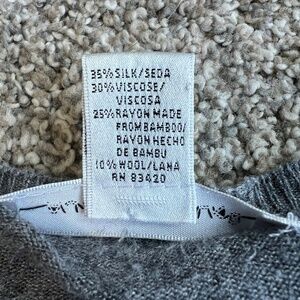 35% SILK/SEDA
30% VISCOSE/
VISCOSA
25% RAYON MADE
FROM BAMBOO/
RAYON HECHO
DE BAMBU
10% WOOL/LANA
RN 83420